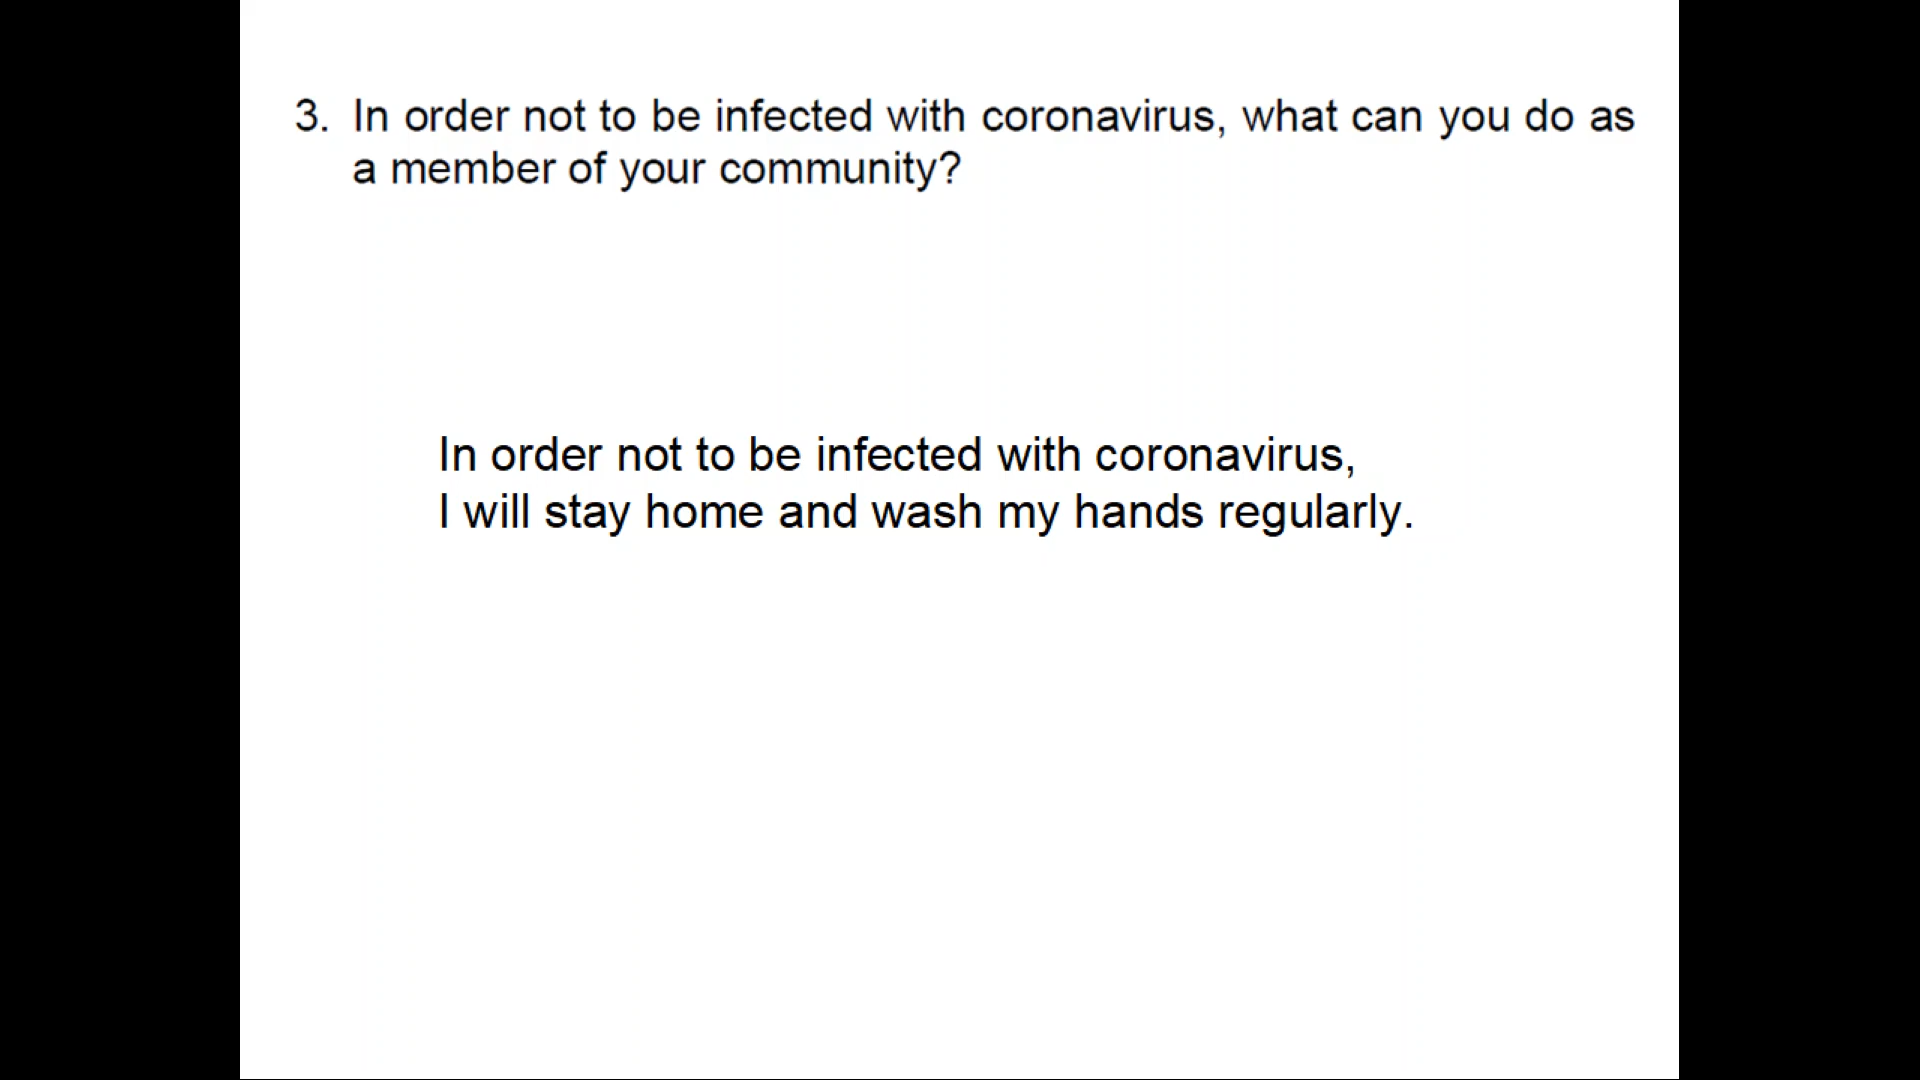 3. In order not to be infected with coronavirus, what can you do as
a member of your community?
In order not to be infected with coronavirus,
I will stay home and wash my hands regularly.